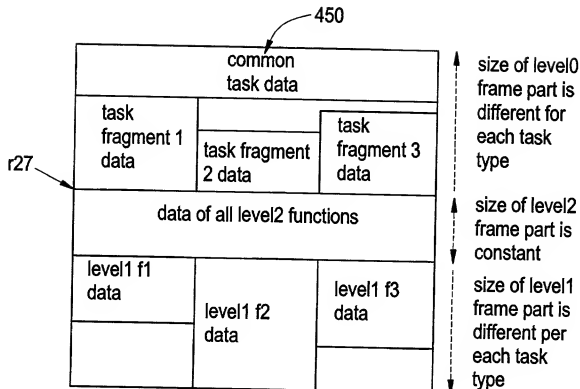 450
common
task data
task
fragment 1
data
task fragment
2 data
task
fragment 3
data
r27
data of all level2 functions
level1 f1
data
level1 f2
data
level1 f3
data
size of level0
frame part is
different for
each task
type
size of level2
frame part is
constant
size of level1
frame part is
different per
each task
type